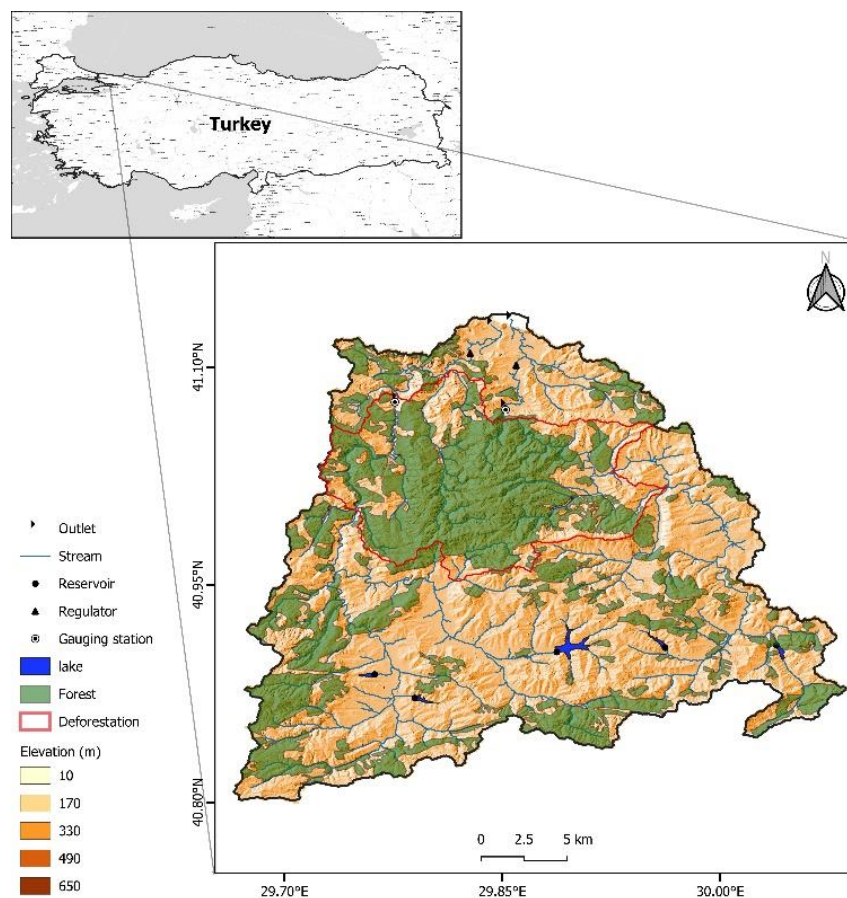 Turkey
N
41.10°N
40.95°N
40.80°N
Outlet
Stream
Reservoir
Regulator
Gauging station
lake
Forest
Deforestation
Elevation (m)
10
170
330
490
650
0 2.5 5 km
29.70°E 29.85°E 30.00°E